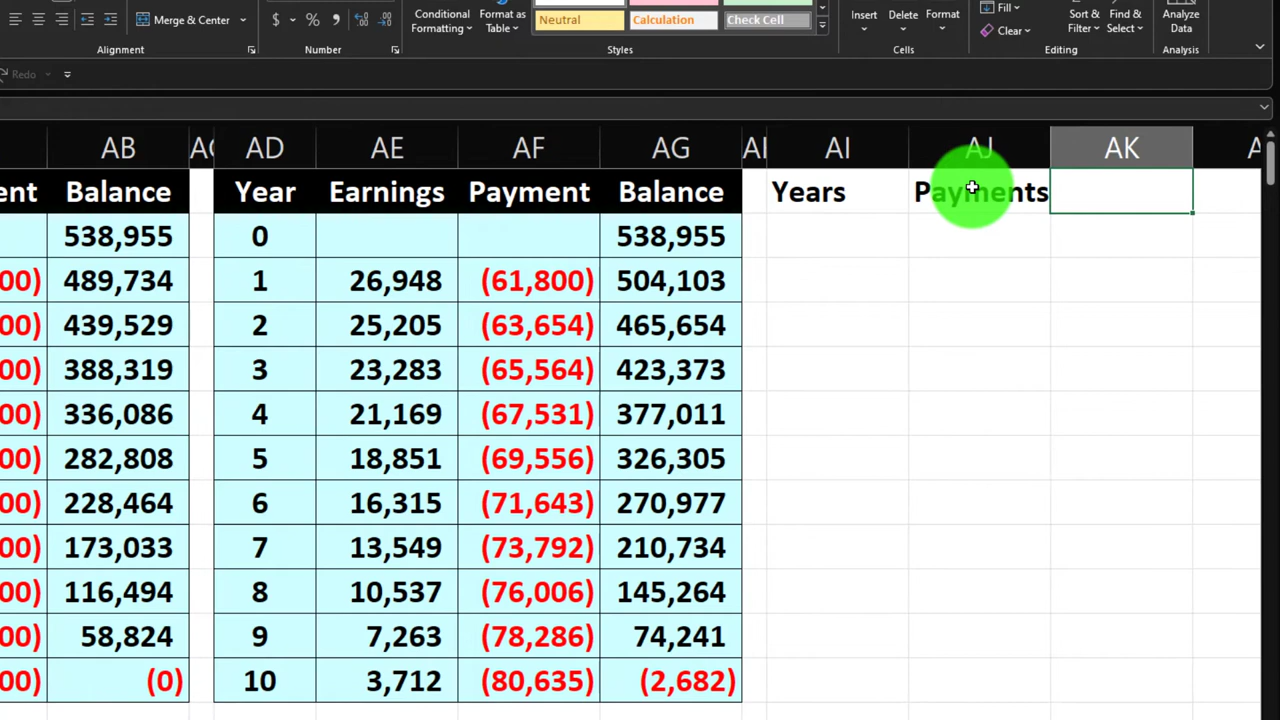 Merge & Center
$ % ,
Conditional Formatting
Format as Table
Neutral
Calculation
Check Cell
Insert
Delete
Format
Fill
Clear
Sort & Filter
Find & Select
Analyze Data
Alignment
Number
Styles
Cells
Editing
Analysis
Redo
AB AD AE AF AG AI AJ AK
Balance Year Earnings Payment Balance Years Payments
538,955 0 538,955
00) 489,734 1 26,948 (61,800) 504,103
00) 439,529 2 25,205 (63,654) 465,654
00) 388,319 3 23,283 (65,564) 423,373
00) 336,086 4 21,169 (67,531) 377,011
00) 282,808 5 18,851 (69,556) 326,305
00) 228,464 6 16,315 (71,643) 270,977
00) 173,033 7 13,549 (73,792) 210,734
00) 116,494 8 10,537 (76,006) 145,264
00) 58,824 9 7,263 (78,286) 74,241
00) (0) 10 3,712 (80,635) (2,682)